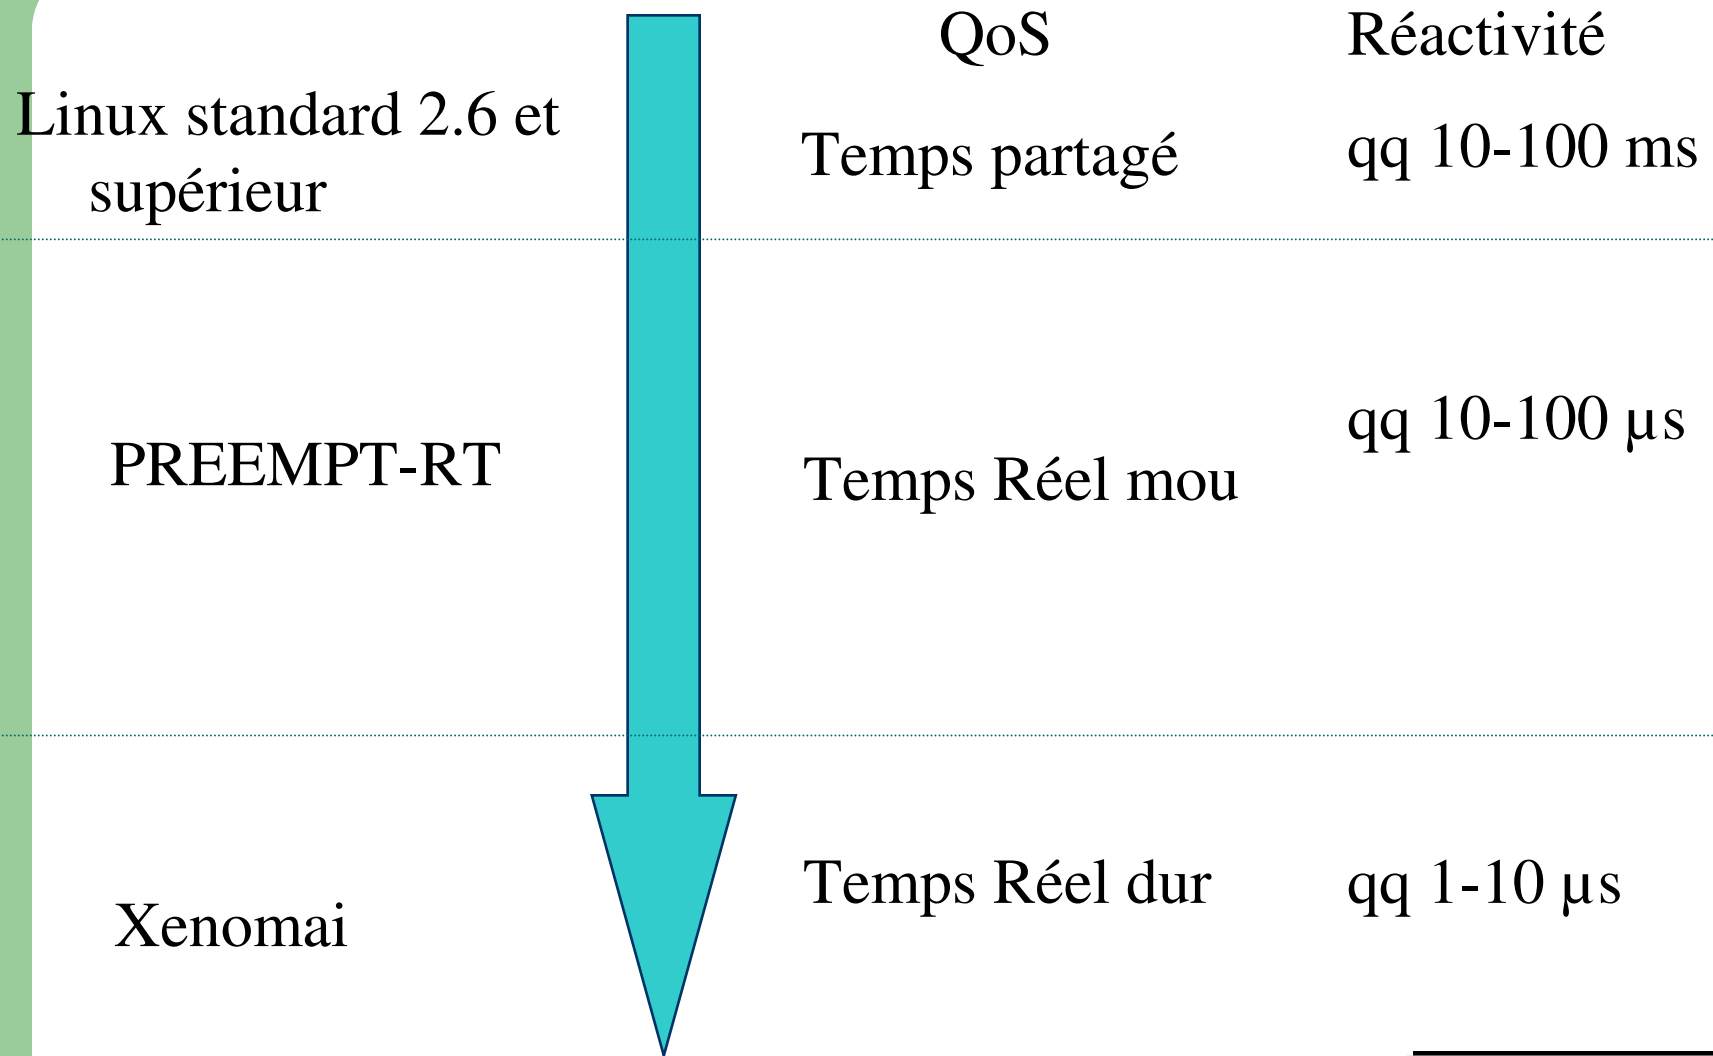 QoS
Réactivité
Linux standard 2.6 et
supérieur
Temps partagé
qq 10-100 ms
PREEMPT-RT
Temps Réel mou
qq 10-100 µs
Xenomai
Temps Réel dur
qq 1-10 µs